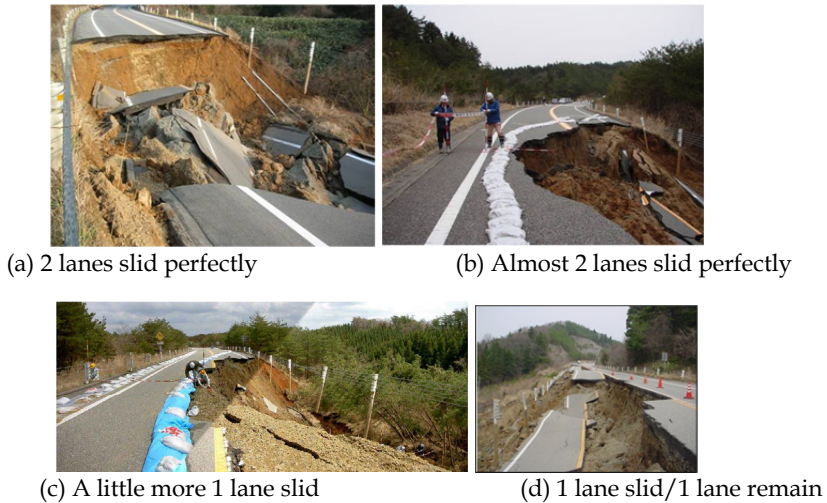 (a) 2 lanes slid perfectly
(b) Almost 2 lanes slid perfectly
(c) A little more 1 lane slid
(d) 1 lane slid/1 lane remain